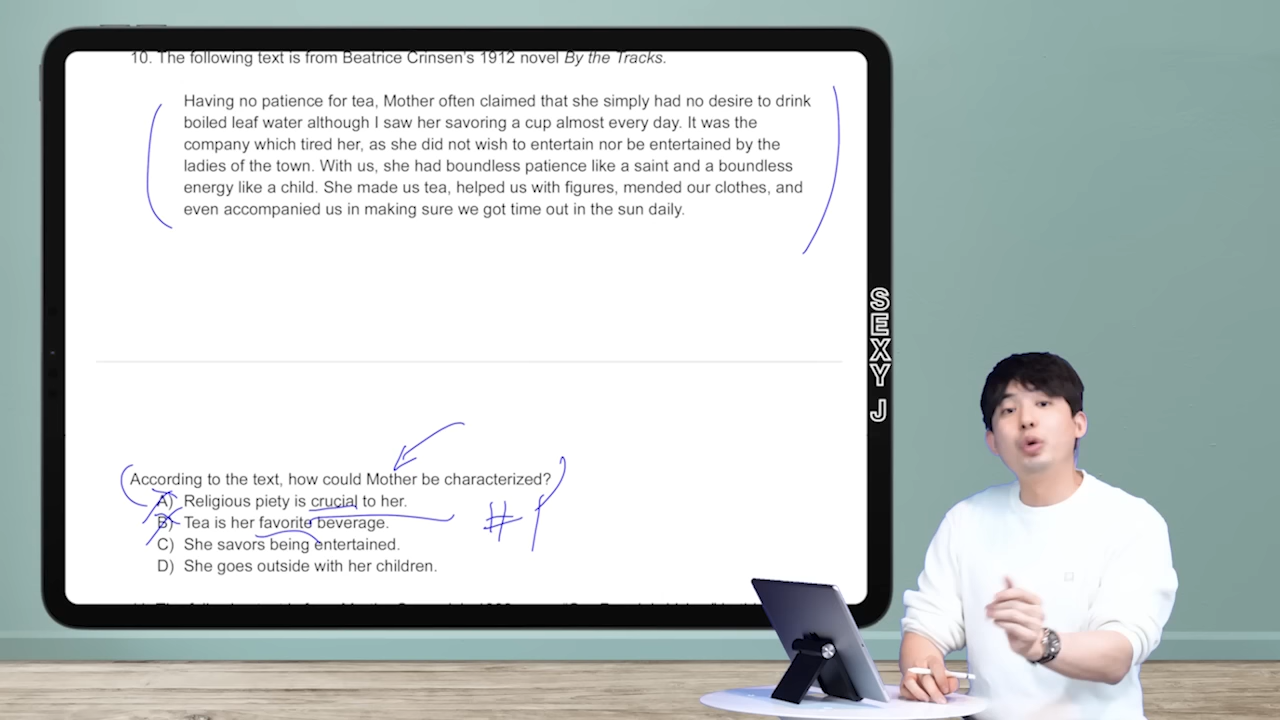 10. The following text is from Beatrice Crinsen's 1912 novel By the Tracks.
Having no patience for tea, Mother often claimed that she simply had no desire to drink
boiled leaf water although I saw her savoring a cup almost every day. It was the
company which tired her, as she did not wish to entertain nor be entertained by the
ladies of the town. With us, she had boundless patience like a saint and a boundless
energy like a child. She made us tea, helped us with figures, mended our clothes, and
even accompanied us in making sure we got time out in the sun daily.
According to the text, how could Mother be characterized?
A) Religious piety is crucial to her.
B) Tea is her favorite beverage.
C) She savors being entertained.
D) She goes outside with her children.
#1
SEXY J